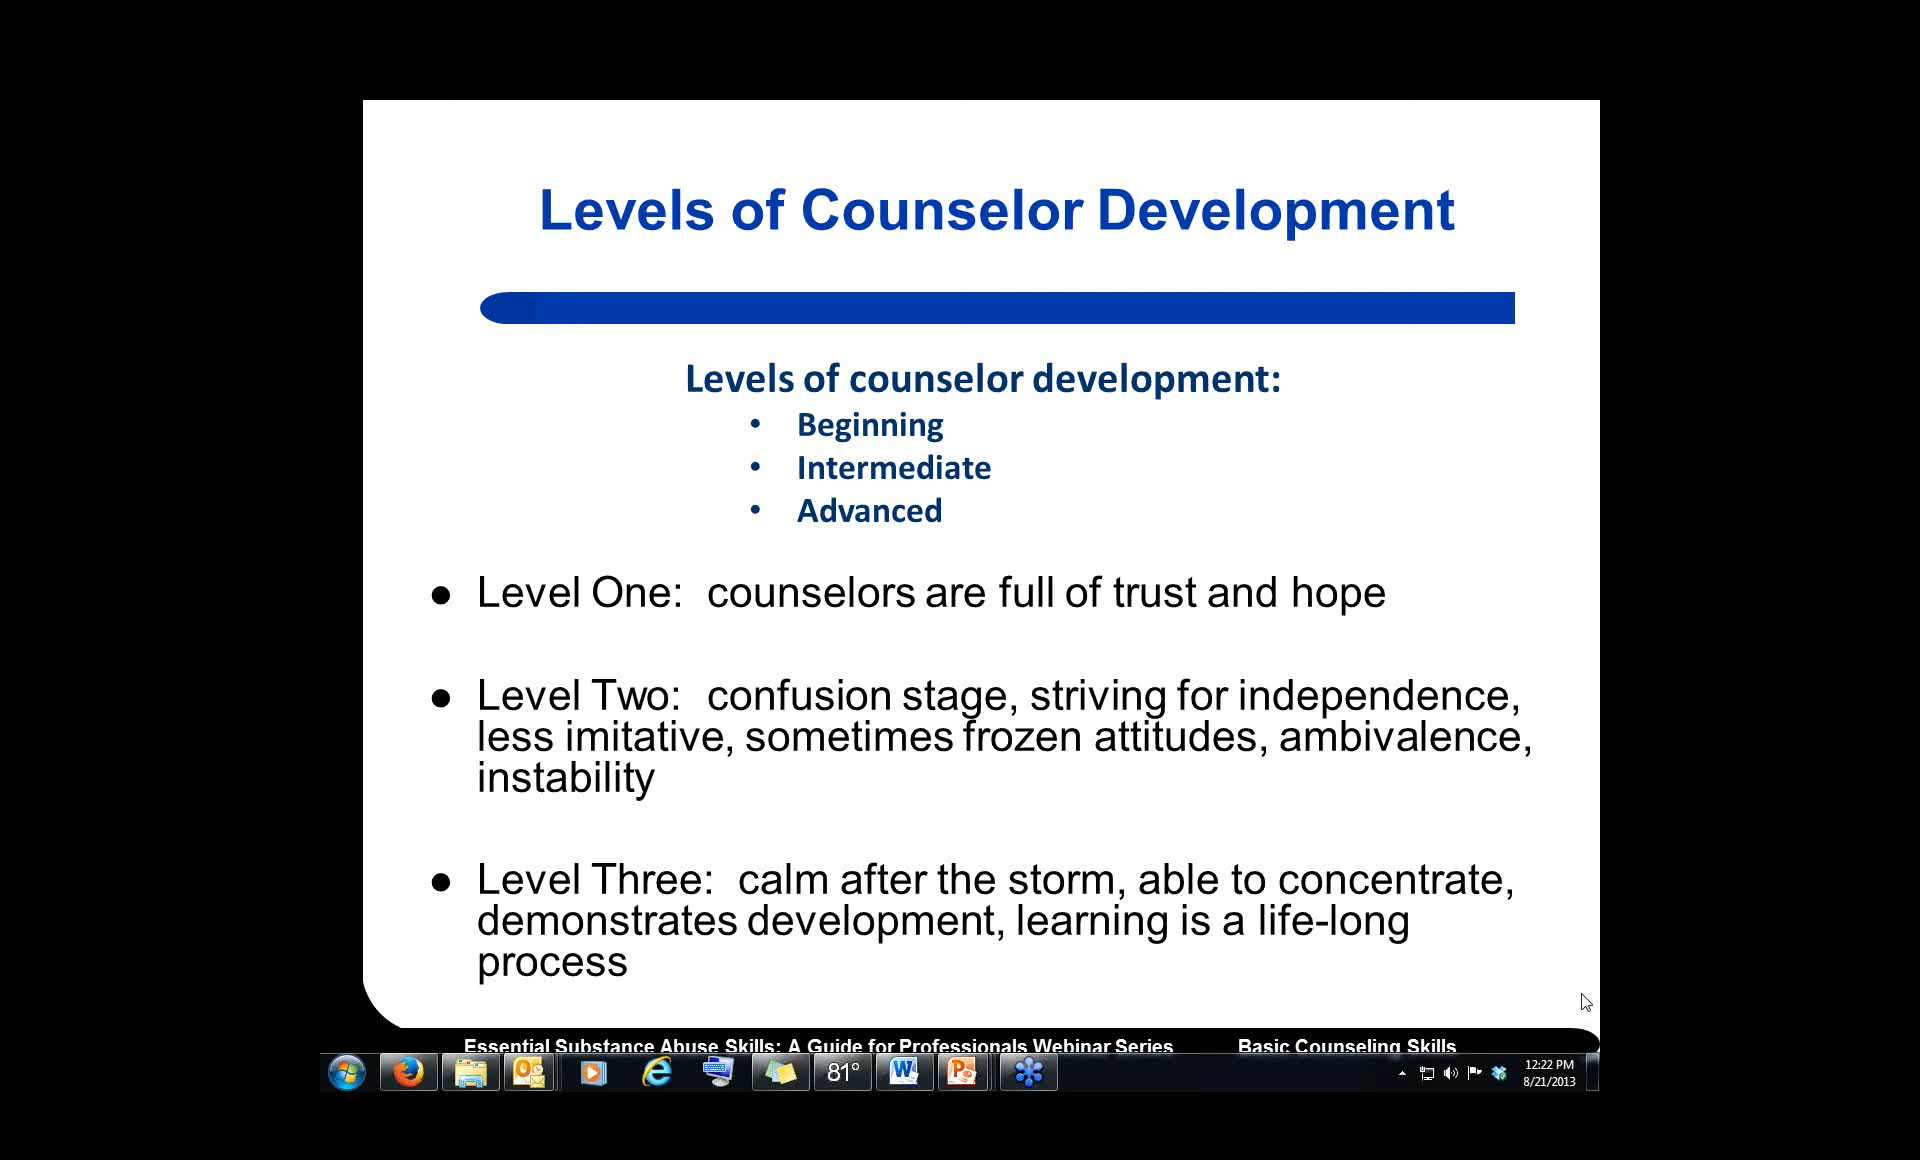 Levels of Counselor Development
Levels of counselor development:
• Beginning
• Intermediate
• Advanced
● Level One:  counselors are full of trust and hope
● Level Two:  confusion stage, striving for independence,
less imitative, sometimes frozen attitudes, ambivalence,
instability
● Level Three:  calm after the storm, able to concentrate,
demonstrates development, learning is a life-long
process
Essential Substance Abuse Skills: A Guide for Professionals Webinar Series Basic Counseling Skills
81°
12:22 PM
8/21/2013